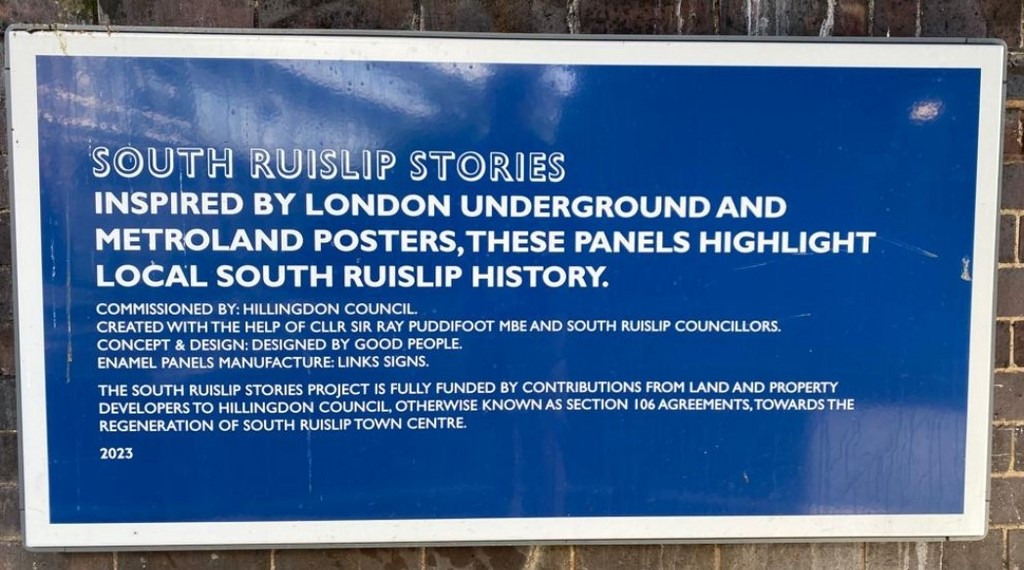 SOUTH RUISLIP STORIES
INSPIRED BY LONDON UNDERGROUND AND
METROLAND POSTERS, THESE PANELS HIGHLIGHT
LOCAL SOUTH RUISLIP HISTORY.
COMMISSIONED BY: HILLINGDON COUNCIL.
CREATED WITH THE HELP OF CLLR SIR RAY PUDDIFOOT MBE AND SOUTH RUISLIP COUNCILLORS.
CONCEPT & DESIGN: DESIGNED BY GOOD PEOPLE.
ENAMEL PANELS MANUFACTURE: LINKS SIGNS.
THE SOUTH RUISLIP STORIES PROJECT IS FULLY FUNDED BY CONTRIBUTIONS FROM LAND AND PROPERTY
DEVELOPERS TO HILLINGDON COUNCIL, OTHERWISE KNOWN AS SECTION 106 AGREEMENTS, TOWARDS THE
REGENERATION OF SOUTH RUISLIP TOWN CENTRE.
2023